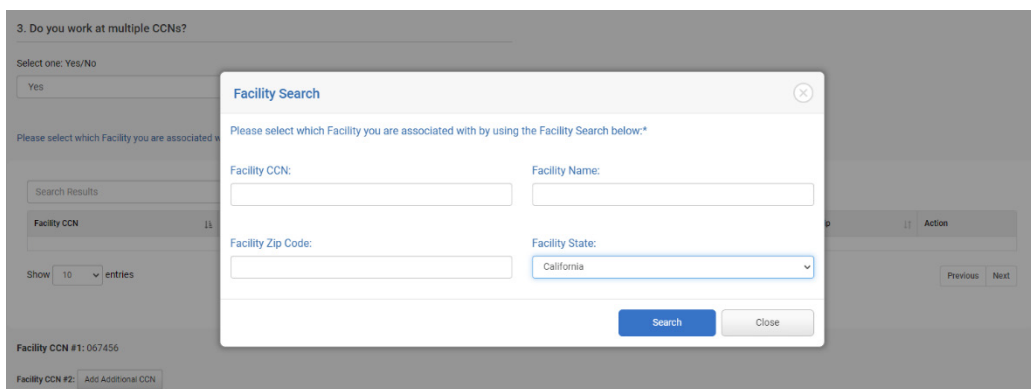 3. Do you work at multiple CCNs?
Select one: Yes/No
Yes
Please select which Facility you are associated w
Facility Search
Please select which Facility you are associated with by using the Facility Search below:*
Facility CCN:
Facility Name:
Facility Zip Code:
Facility State:
California
Search
Close
Search Results
Facility CCN
Action
Show 10 entries
Previous Next
Facility CCN #1: 067456
Facility CCN #2: Add Additional CCN